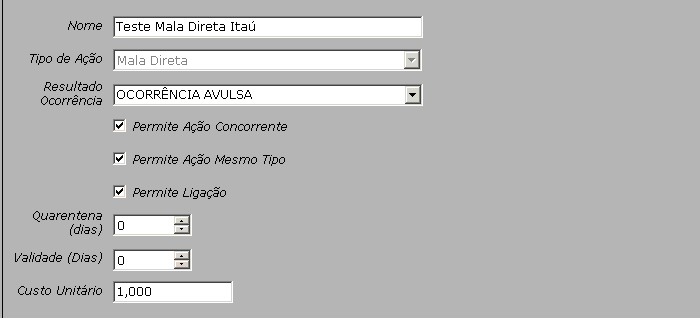 Nome Teste Mala Direta Itaú
Tipo de Ação Mala Direta
Resultado
Ocorrência OCORRÊNCIA AVULSA
Permite Ação Concorrente
Permite Ação Mesmo Tipo
Permite Ligação
Quarentena
(dias) 0
Validade (Dias) 0
Custo Unitário 1,000